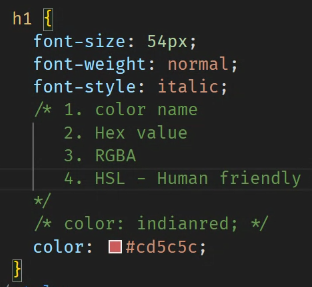 h1 {
font-size: 54px;
font-weight: normal;
font-style: italic;
/* 1. color name
2. Hex value
3. RGBA
4. HSL - Human friendly
*/
/* color: indianred; */
color: #cd5c5c;
}